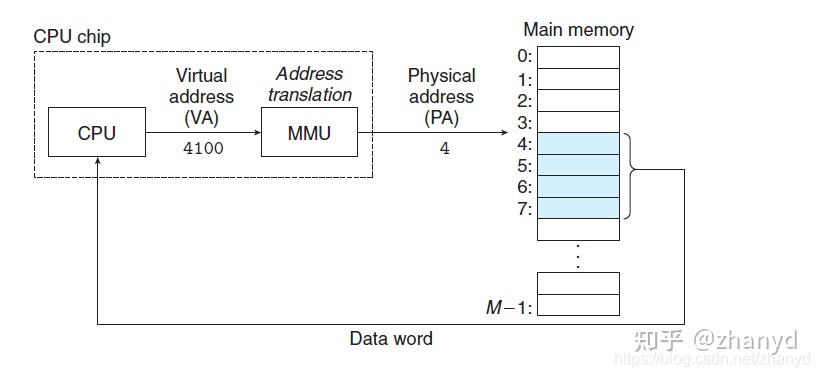 CPU chip
Main memory
Virtual
address
(VA)
4100
Address
translation
Physical
address
(PA)
4
CPU
MMU
0:
1:
2:
3:
4:
5:
6:
7:
.
.
.
M−1:
Data word
知乎 @zhanyd
https://blog.csdn.net/zhanyd